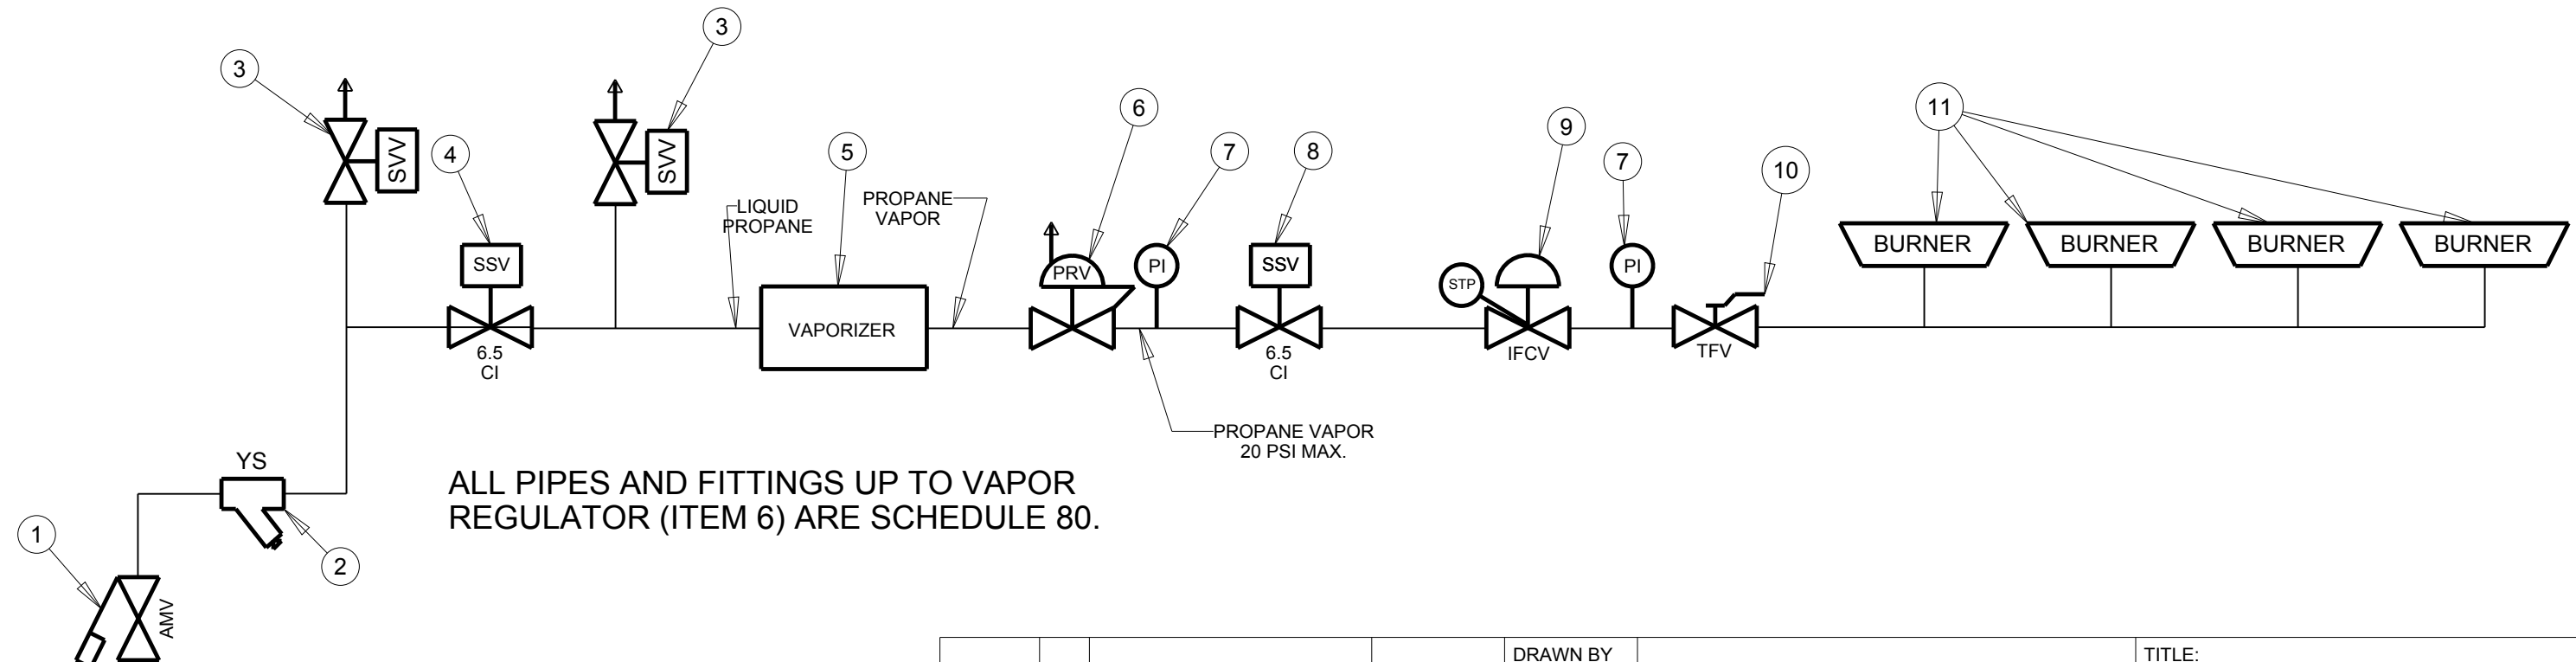 3
3
SVV
SVV
4
5
6
7
8
9
7
10
11
LIQUID
PROPANE
PROPANE
VAPOR
SSV
PRV
PI
SSV
STP
PI
BURNER
BURNER
BURNER
BURNER
VAPORIZER
6.5
CI
6.5
CI
IFCV
TFV
PROPANE VAPOR
20 PSI MAX.
YS
ALL PIPES AND FITTINGS UP TO VAPOR
REGULATOR (ITEM 6) ARE SCHEDULE 80.
1
2
AMV
DRAWN BY
TITLE: